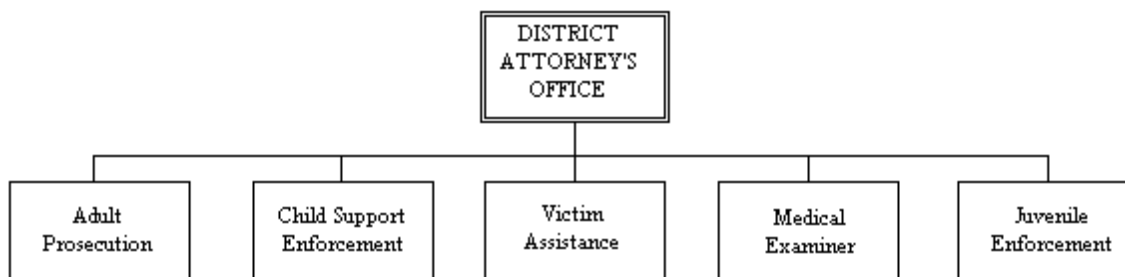 DISTRICT
ATTORNEY'S
OFFICE
Adult
Prosecution
Child Support
Enforcement
Victim
Assistance
Medical
Examiner
Juvenile
Enforcement